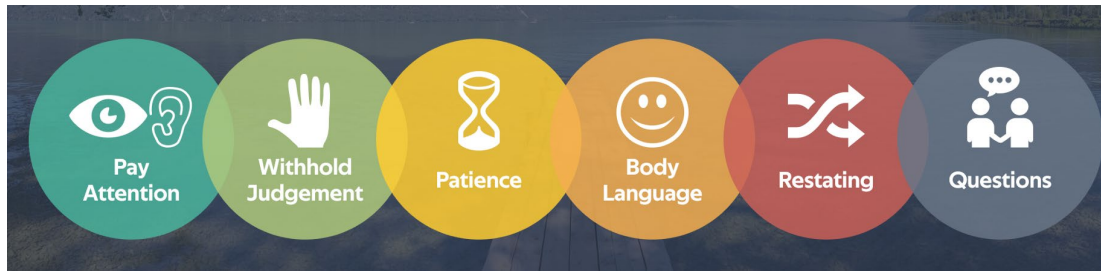 Pay
Attention
Withhold
Judgement
Patience
Body
Language
Restating
Questions